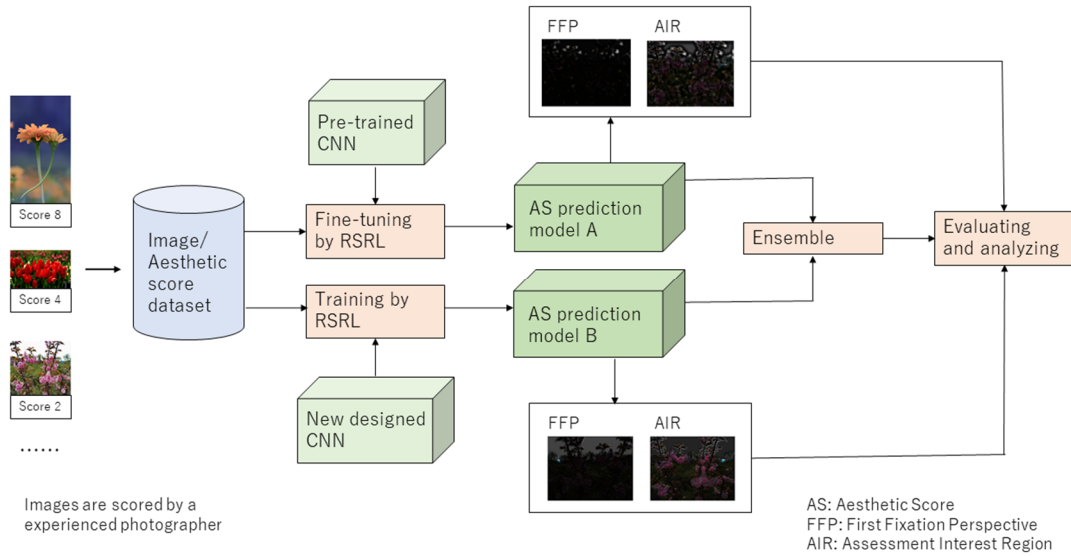 FFP
AIR
Pre-trained
CNN
Score 8
Score 4
Score 2
......
Image/
Aesthetic
score
dataset
Fine-tuning
by RSRL
Training by
RSRL
New designed
CNN
AS prediction
model A
AS prediction
model B
Ensemble
Evaluating
and analyzing
FFP
AIR
Images are scored by a
experienced photographer
AS: Aesthetic Score
FFP: First Fixation Perspective
AIR: Assessment Interest Region